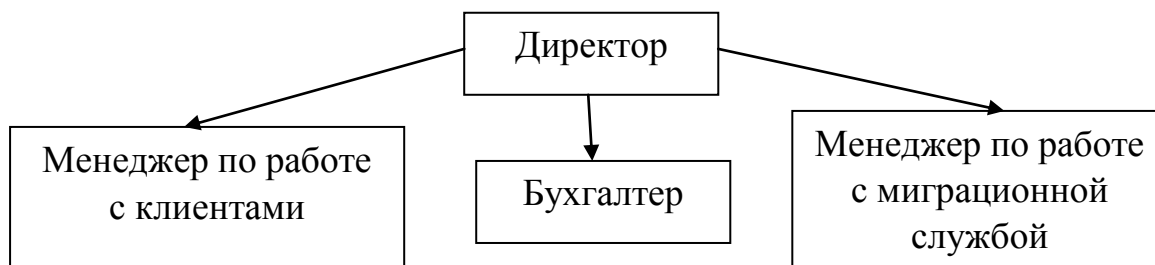 Директор
Менеджер по работе
с клиентами
Бухгалтер
Менеджер по работе
с миграционной
службой